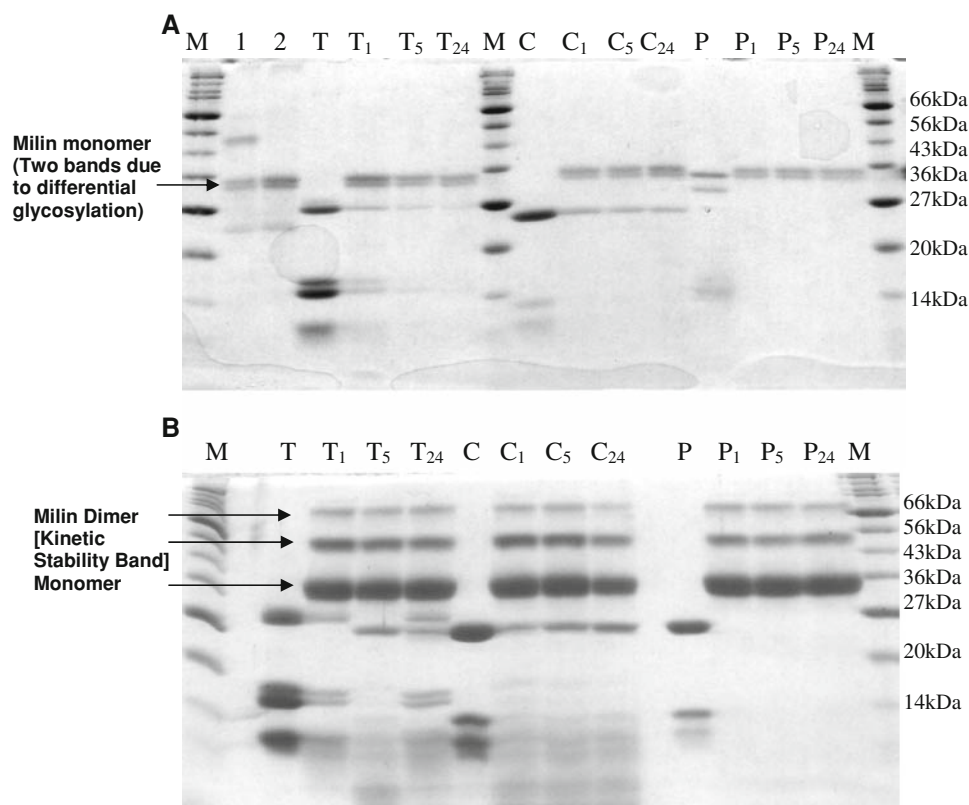 A
M 1 2 T T₁ T₅ T₂₄ M C C₁ C₅ C₂₄ P P₁ P₅ P₂₄ M
Milin monomer
(Two bands due
to differential
glycosylation)
66kDa
56kDa
43kDa
36kDa
27kDa
20kDa
14kDa
B
M T T₁ T₅ T₂₄ C C₁ C₅ C₂₄ P P₁ P₅ P₂₄ M
Milin Dimer
[Kinetic
Stability Band]
Monomer
66kDa
56kDa
43kDa
36kDa
27kDa
20kDa
14kDa